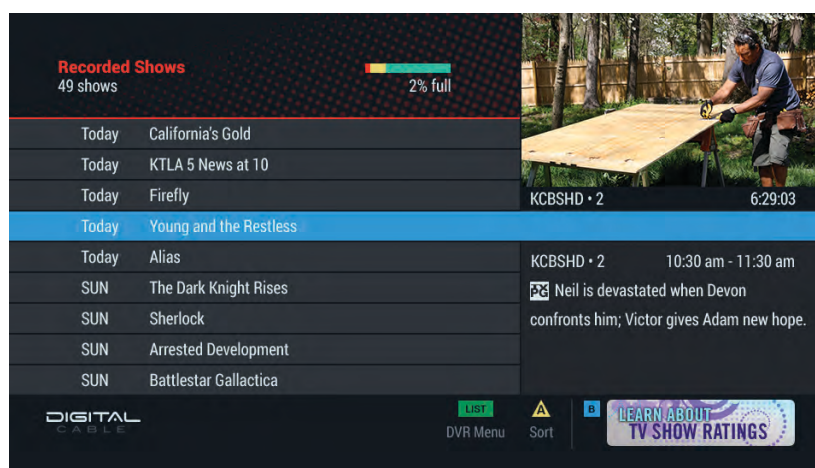 Recorded Shows
49 shows
2% full
Today California's Gold
Today KTLA 5 News at 10
Today Firefly
KCBSHD • 2 6:29:03
Today Young and the Restless
Today Alias
SUN The Dark Knight Rises
SUN Sherlock
SUN Arrested Development
SUN Battlestar Gallactica
KCBSHD • 2 10:30 am - 11:30 am
PG Neil is devastated when Devon
confronts him; Victor gives Adam new hope.
DIGITAL
CABLE
LIST
DVR Menu
A
Sort
B
LEARN ABOUT
TV SHOW RATINGS